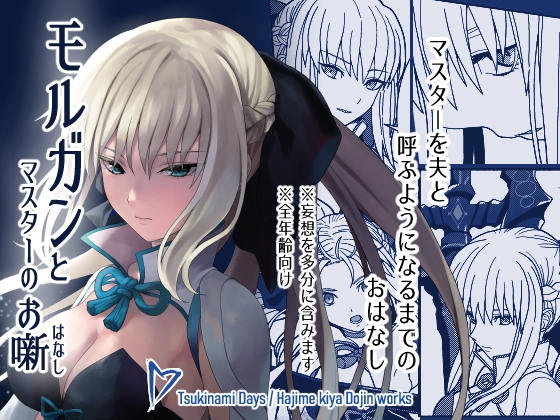 マスターを夫と
呼ぶようになるまでの
おはなし
※妄想を多分に含みます
※全年齢向け
モルガンと
マスターのお噺
はなし
Tsukinami Days / Hajime kiya Dojin works